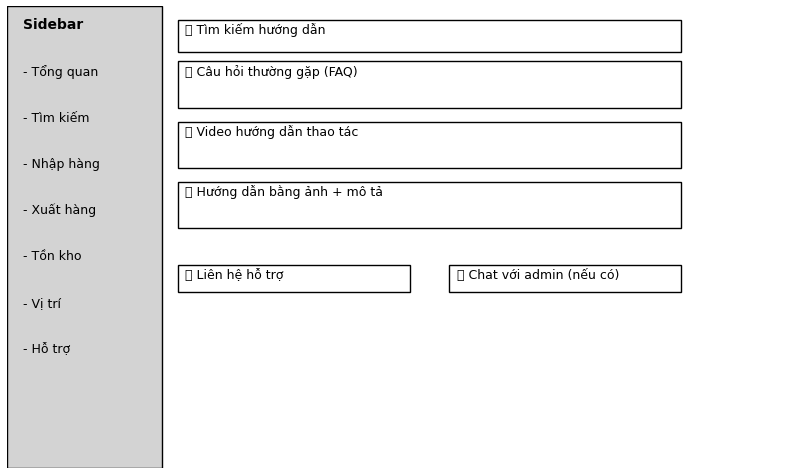 Sidebar
- Tổng quan
- Tìm kiếm
- Nhập hàng
- Xuất hàng
- Tồn kho
- Vị trí
- Hỗ trợ
Tìm kiếm hướng dẫn
Câu hỏi thường gặp (FAQ)
Video hướng dẫn thao tác
Hướng dẫn bằng ảnh + mô tả
Liên hệ hỗ trợ
Chat với admin (nếu có)